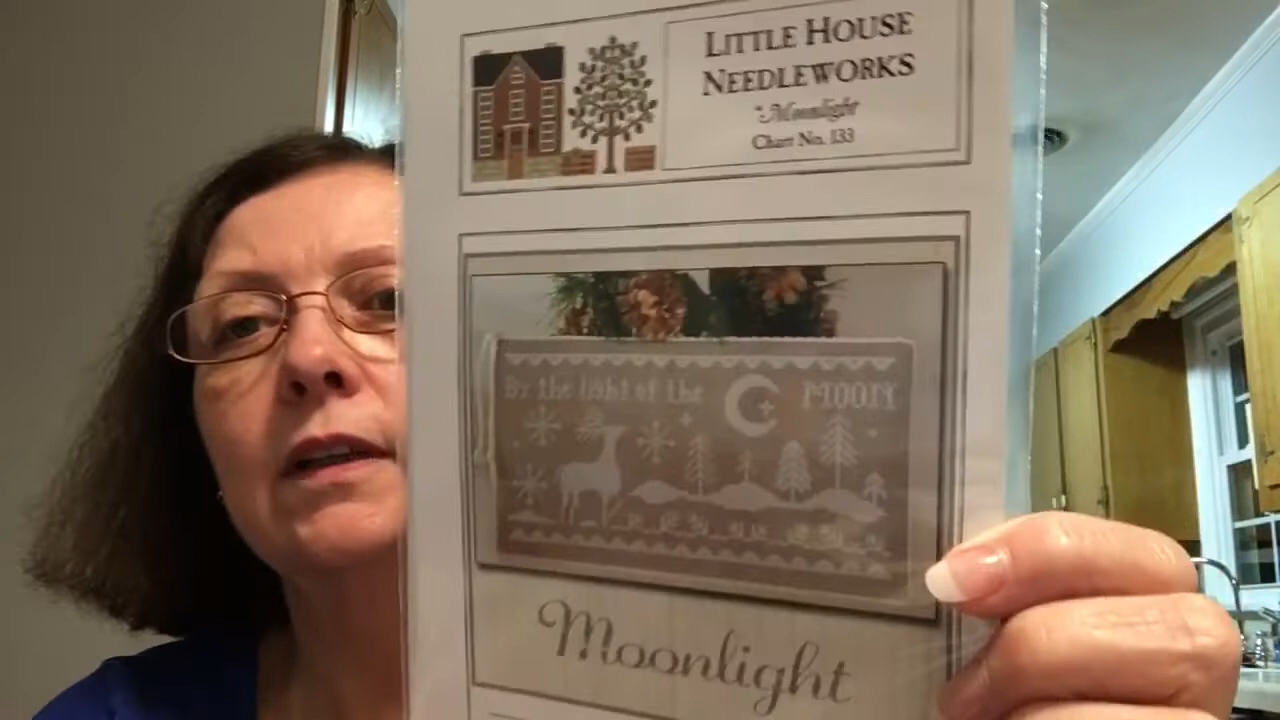 LITTLE HOUSE
NEEDLEWORKS
"Moonlight
Chart No. 133
By the light of the MOON
Moonlight